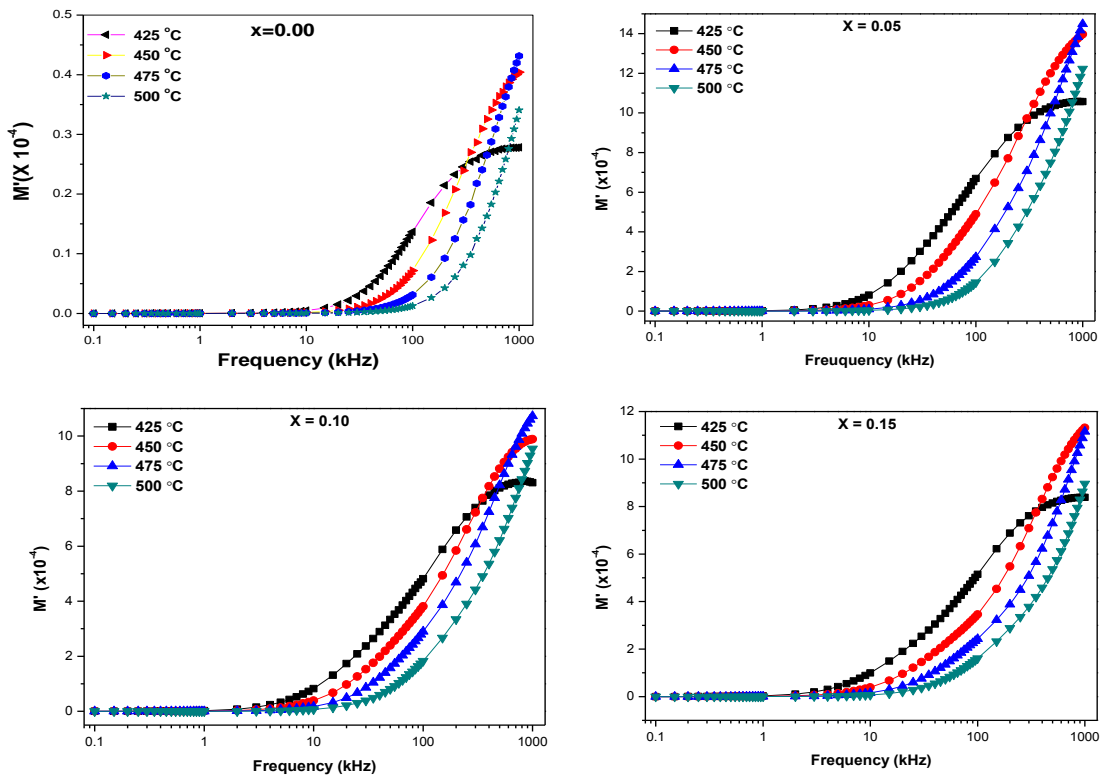 x=0.00
425 °C
450 °C
475 °C
500 °C
M'(X 10-4)
0.5
0.4
0.3
0.2
0.1
0.0
0.1 1 10 100 1000
Frequency (kHz)
X = 0.05
425 °C
450 °C
475 °C
500 °C
M' (x10-4)
14
12
10
8
6
4
2
0
0.1 1 10 100 1000
Freuquency (kHz)
X = 0.10
425 °C
450 °C
475 °C
500 °C
M' (x10-4)
10
8
6
4
2
0
0.1 1 10 100 1000
Frequency (kHz)
X = 0.15
425 °C
450 °C
475 °C
500 °C
M' (x10-4)
12
10
8
6
4
2
0
0.1 1 10 100 1000
Frequency (kHz)